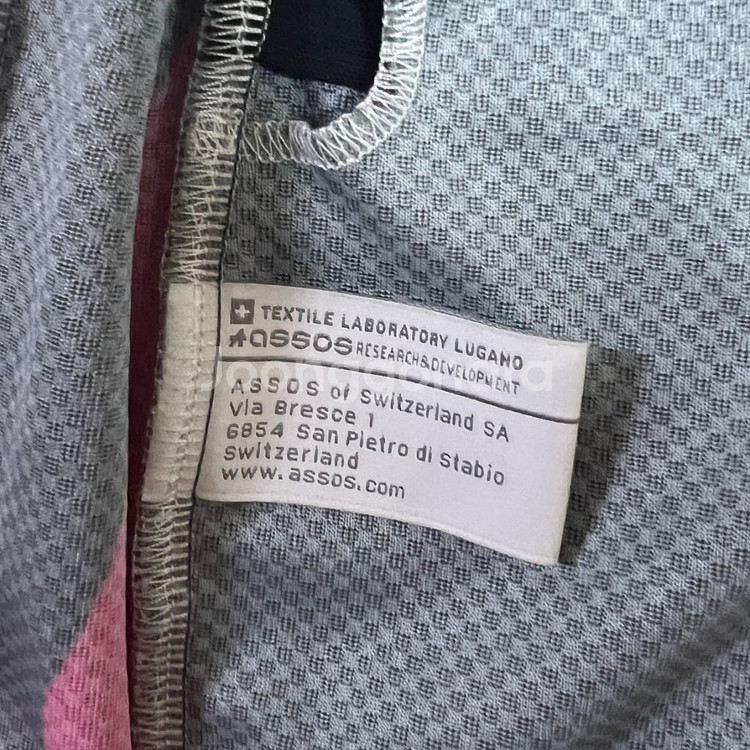 TEXTILE LABORATORY LUGANO
assos RESEARCH&DEVELOPMENT
ASSOS of Switzerland SA
Via Bresce 1
6854 San Pietro di Stabio
Switzerland
www.assos.com
Joonggonara